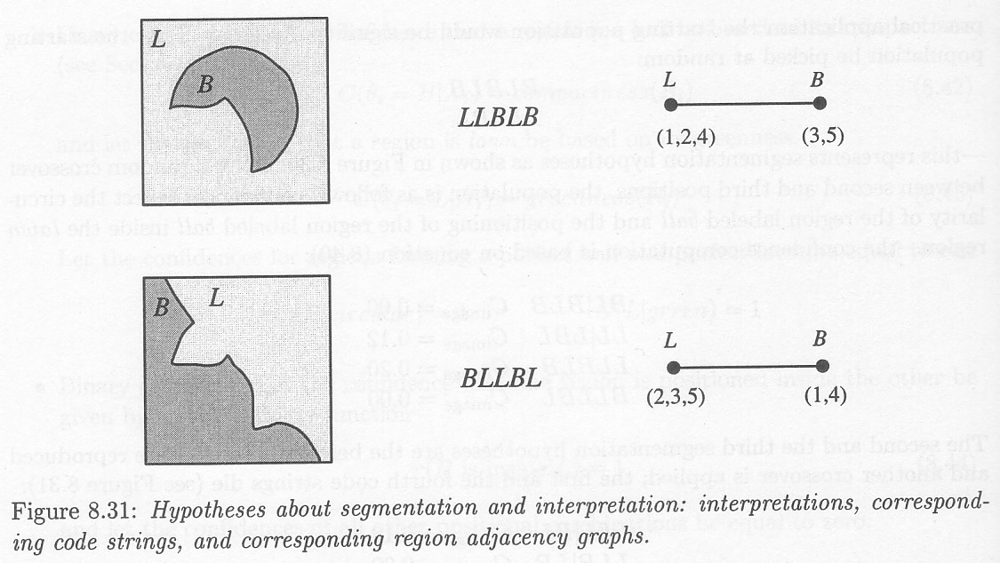 L
B
LLBLB
L B
(1,2,4) (3,5)
B L
BLLBL
L B
(2,3,5) (1,4)
Figure 8.31: Hypotheses about segmentation and interpretation: interpretations, correspond-
ing code strings, and corresponding region adjacency graphs.